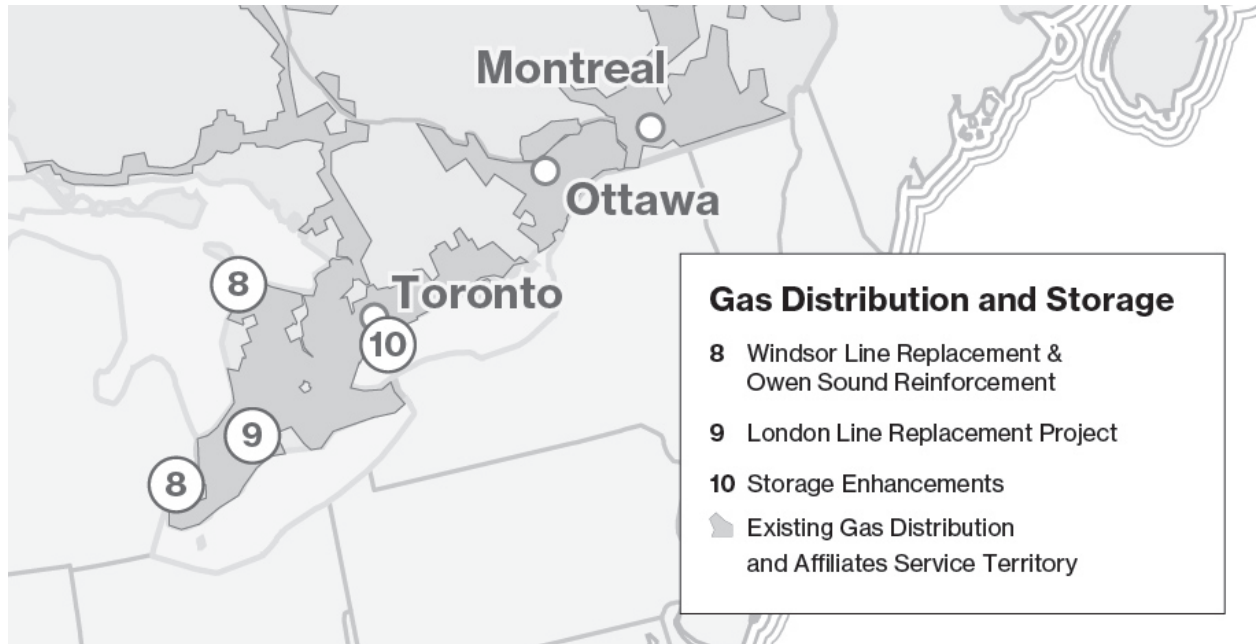 Montreal
Ottawa
8
Toronto
10
9
8
Gas Distribution and Storage
8 Windsor Line Replacement &
Owen Sound Reinforcement
9 London Line Replacement Project
10 Storage Enhancements
Existing Gas Distribution
and Affiliates Service Territory